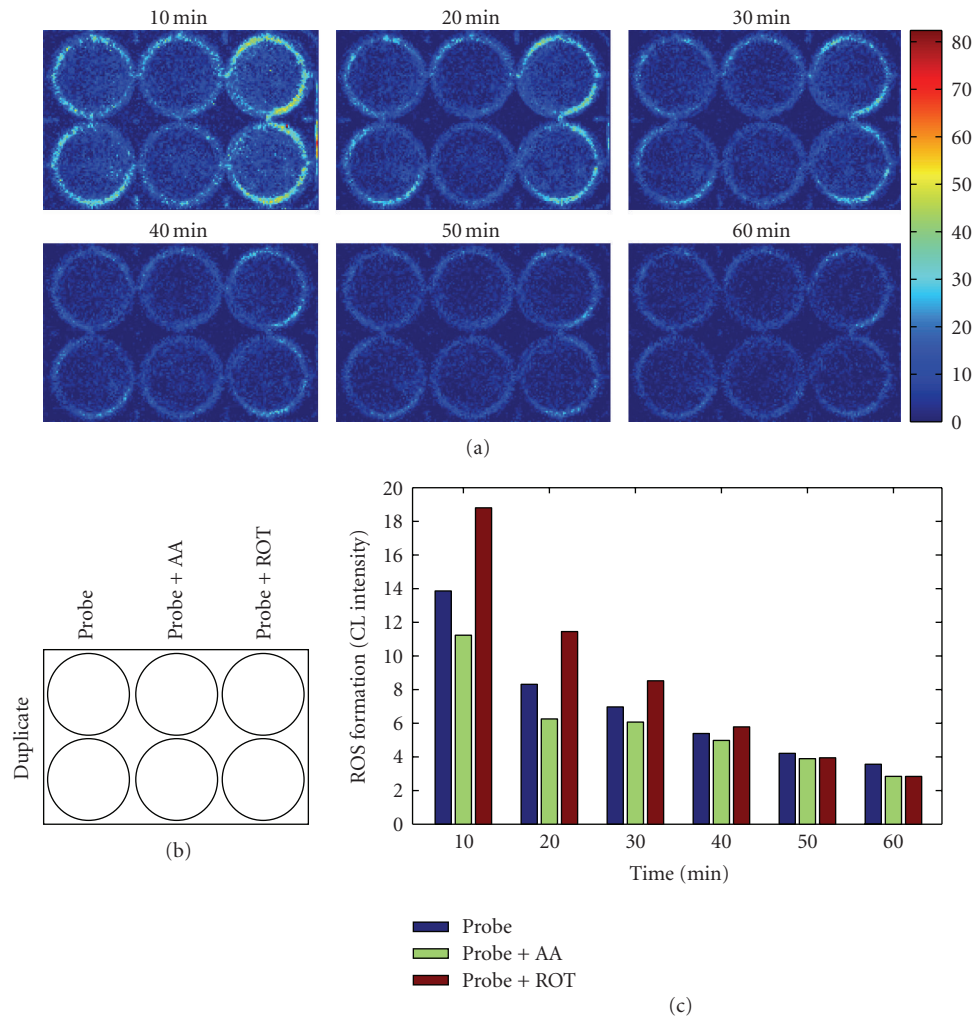 10 min 20 min 30 min
40 min 50 min 60 min
80
70
60
50
40
30
20
10
0
(a)
Probe
Probe + AA
Probe + ROT
Duplicate
(b)
ROS formation (CL intensity)
20
18
16
14
12
10
8
6
4
2
0
10 20 30 40 50 60
Time (min)
Probe
Probe + AA
Probe + ROT
(c)